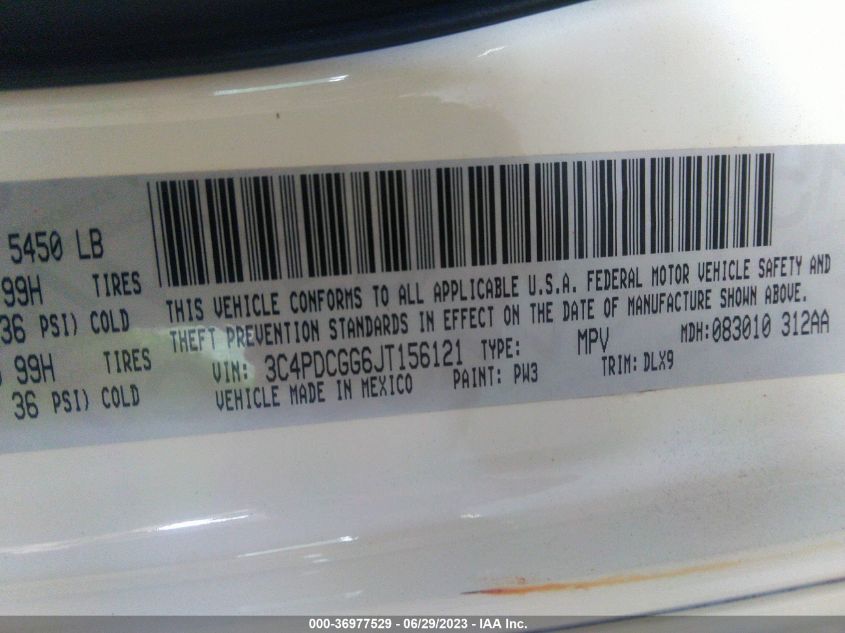 5450 LB
99H TIRES
36 PSI) COLD
99H TIRES
36 PSI) COLD
THIS VEHICLE CONFORMS TO ALL APPLICABLE U.S.A. FEDERAL MOTOR VEHICLE SAFETY AND
THEFT PREVENTION STANDARDS IN EFFECT ON THE DATE OF MANUFACTURE SHOWN ABOVE.
VIN: 3C4PDCGG6JT156121 TYPE: MPV MDH: 083010 312AA
VEHICLE MADE IN MEXICO PAINT: PW3 TRIM: DLX9
000-36977529 - 06/29/2023 - IAA Inc.